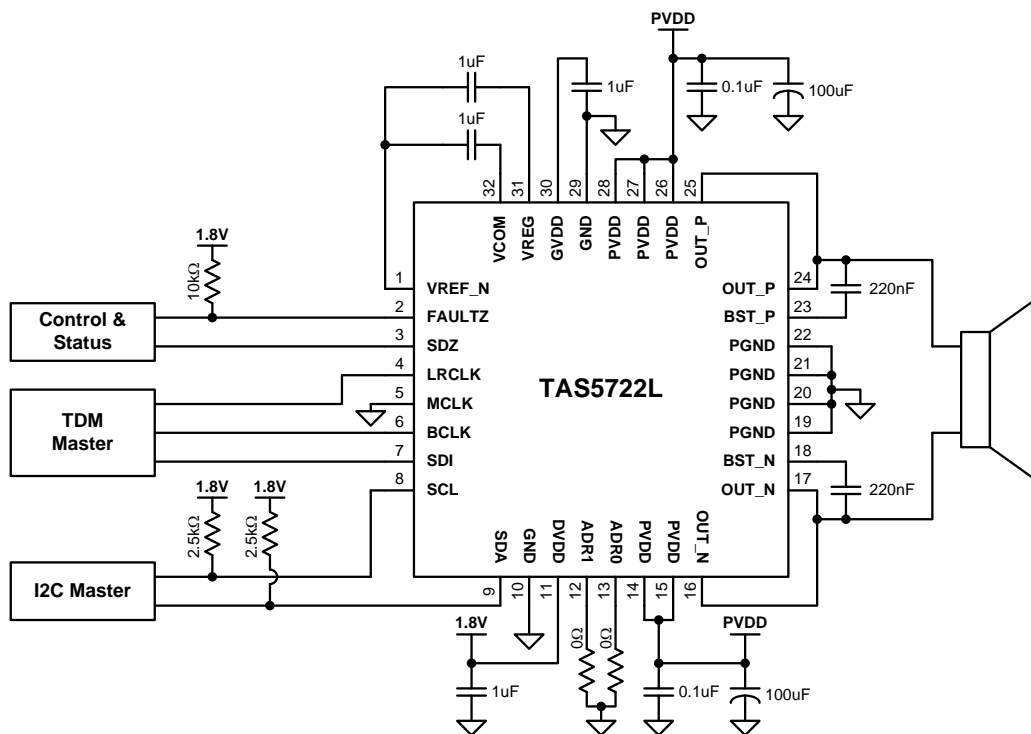 PVDD
1uF
1uF
1uF
0.1uF
100uF
32
31
30
29
28
27
26
25
VCOM
VREG
GVDD
GND
PVDD
PVDD
PVDD
OUT_P
1.8V
10kΩ
Control &
Status
TDM
Master
1.8V
1.8V
2.5kΩ
2.5kΩ
I2C Master
1
VREF_N
2
FAULTZ
3
SDZ
4
LRCLK
5
MCLK
6
BCLK
7
SDI
8
SCL
TAS5722L
OUT_P
24
BST_P
23
PGND
22
PGND
21
PGND
20
PGND
19
BST_N
18
OUT_N
17
220nF
220nF
SDA
GND
DVDD
ADR1
ADR0
PVDD
PVDD
OUT_N
9
10
11
12
13
14
15
16
1.8V
1uF
0Ω
0Ω
PVDD
0.1uF
100uF